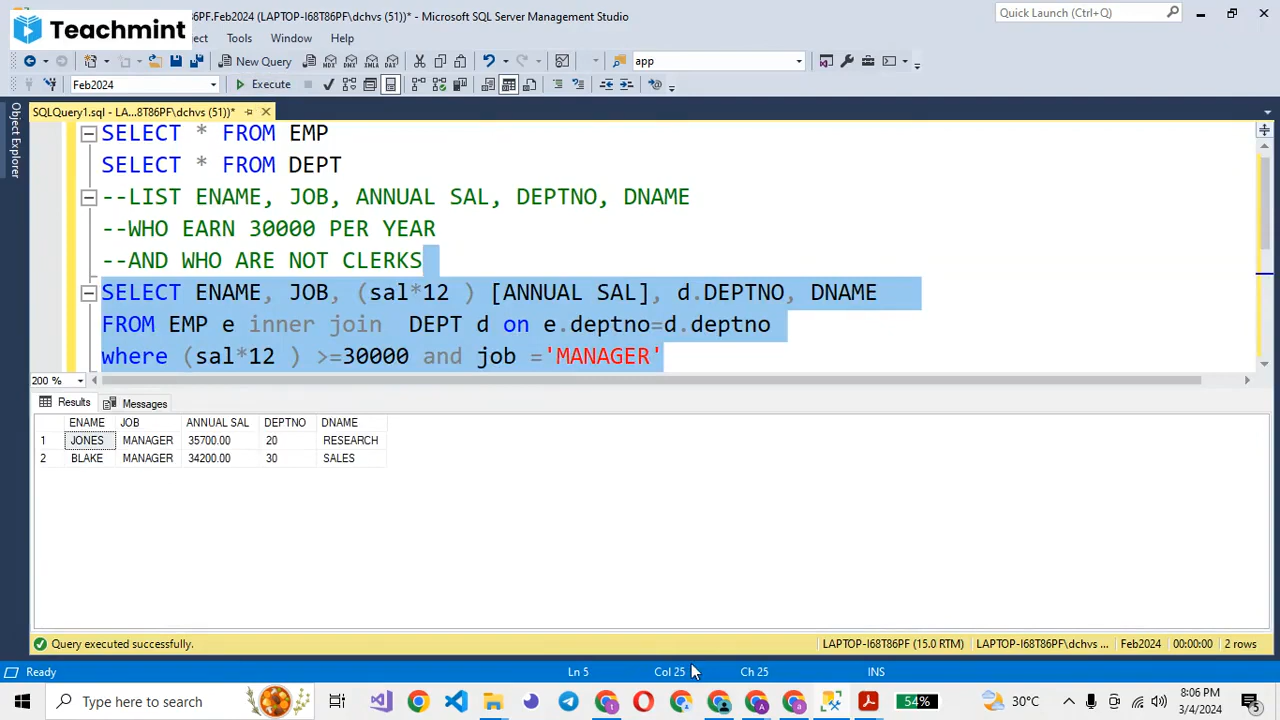 Teachmint
PF.Feb2024 (LAPTOP-I68T86PF\dchvs (51))* - Microsoft SQL Server Management Studio
Quick Launch (Ctrl+Q)
ect Tools Window Help
New Query
app
Feb2024
Execute
SQLQuery1.sql - LA...8T86PF\dchvs (51))*
Object Explorer
SELECT * FROM EMP
SELECT * FROM DEPT
--LIST ENAME, JOB, ANNUAL SAL, DEPTNO, DNAME
--WHO EARN 30000 PER YEAR
--AND WHO ARE NOT CLERKS
SELECT ENAME, JOB, (sal*12 ) [ANNUAL SAL], d.DEPTNO, DNAME
FROM EMP e inner join DEPT d on e.deptno=d.deptno
where (sal*12 ) >=30000 and job ='MANAGER'
200 %
Results Messages
ENAME JOB ANNUAL SAL DEPTNO DNAME
1 JONES MANAGER 35700.00 20 RESEARCH
2 BLAKE MANAGER 34200.00 30 SALES
Query executed successfully. LAPTOP-I68T86PF (15.0 RTM) LAPTOP-I68T86PF\dchvs ... Feb2024 00:00:00 2 rows
Ready Ln 5 Col 25 Ch 25 INS
Type here to search
54%
30°C
8:06 PM
3/4/2024
5